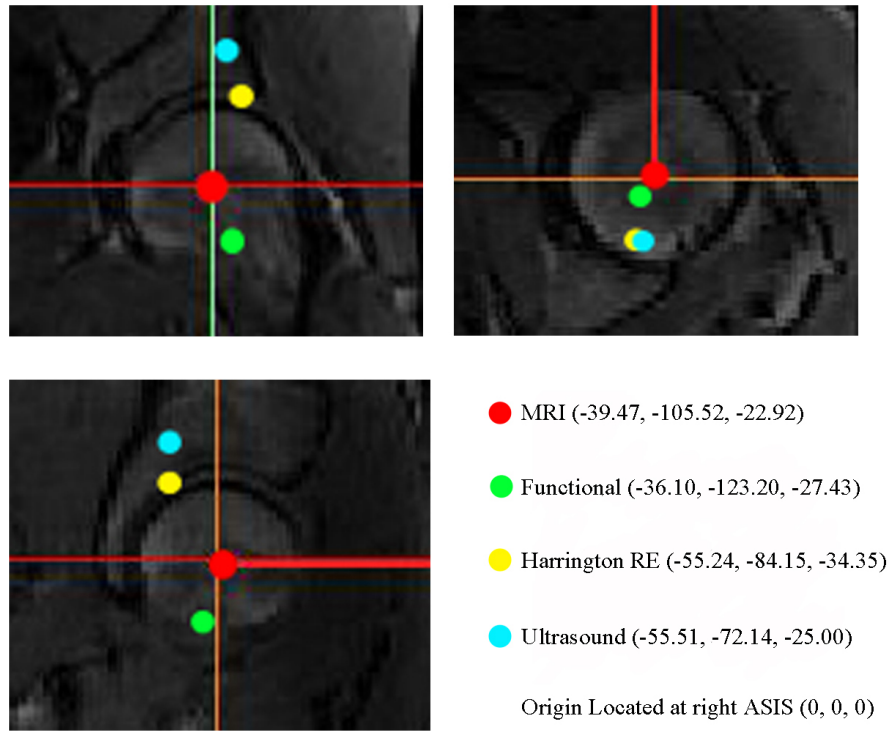 MRI (-39.47, -105.52, -22.92)
Functional (-36.10, -123.20, -27.43)
Harrington RE (-55.24, -84.15, -34.35)
Ultrasound (-55.51, -72.14, -25.00)
Origin Located at right ASIS (0, 0, 0)